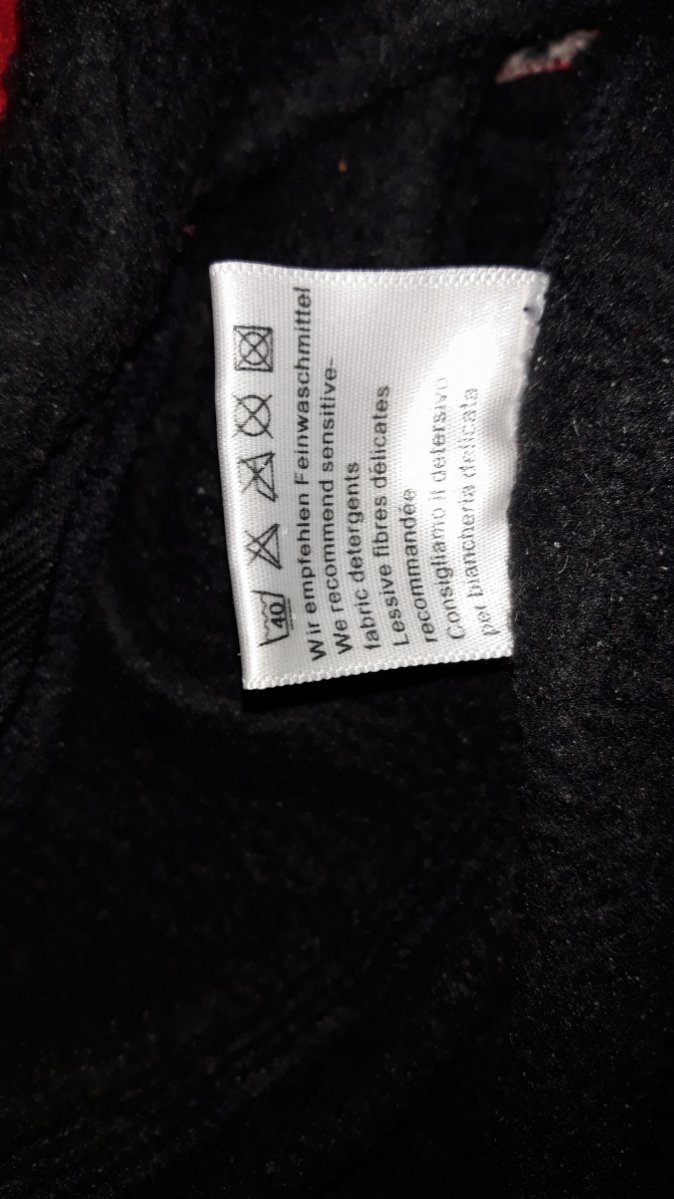 40
Wir empfehlen Feinwaschmittel
We recommend sensitive-
fabric detergents
Lessive fibres délicates
recommandée
Consigliamo il detersivo
per biancheria delicata